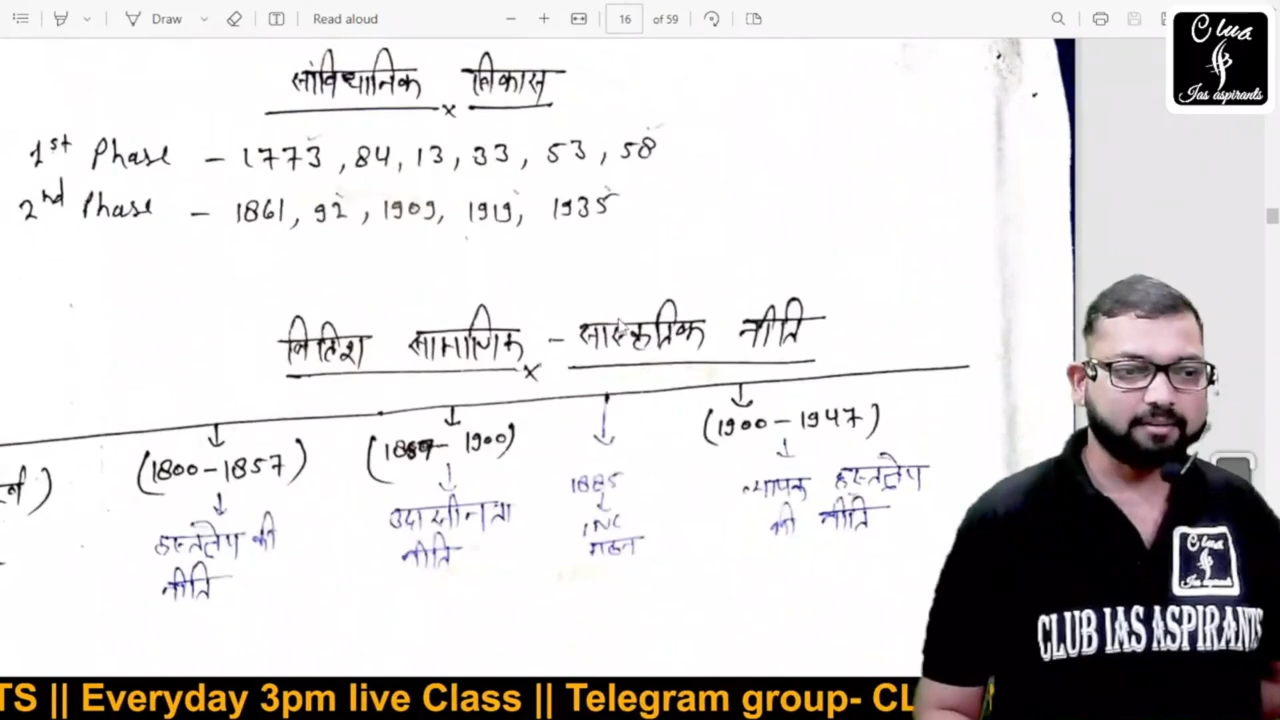 Draw
Read aloud
16 of 59
Club
Ias aspirants
सांविधानिक विकास
1st Phase - 1773, 84, 13, 33, 53, 58
2nd Phase - 1861, 92, 1909, 1919, 1935
ब्रिटिश सामाजिक - सांस्कृतिक नीति
(1800-1857)
हस्तक्षेप की
नीति
(1857-1900)
उदासीनता
नीति
1885
INC
गठन
(1900-1947)
व्यापक हस्तक्षेप
की नीति
Ias aspirants
CLUB IAS ASPIRANTS
TS || Everyday 3pm live Class || Telegram group- CL